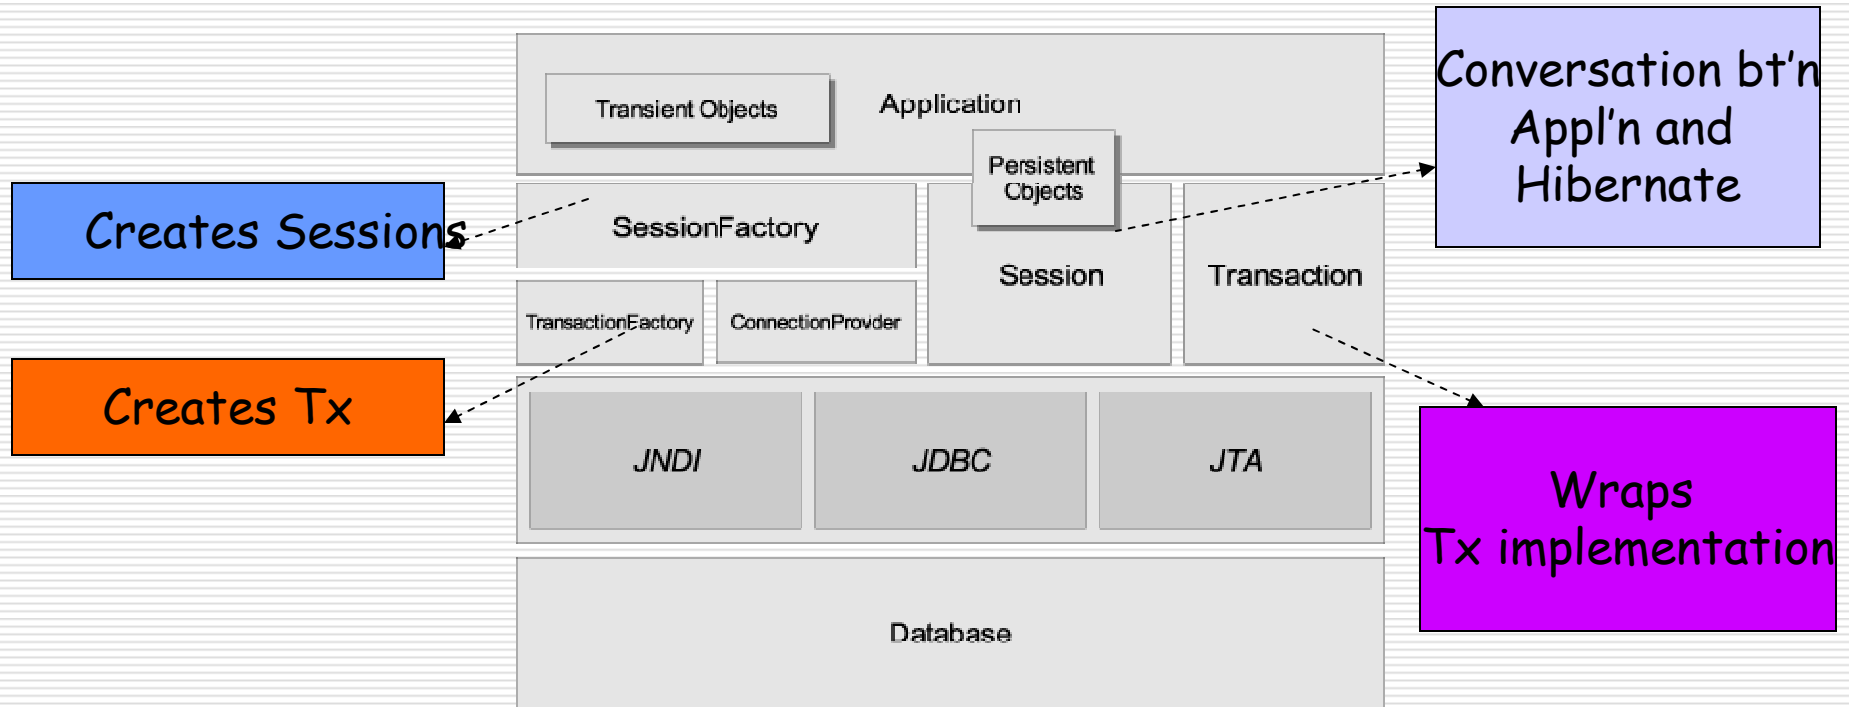 Transient Objects
Application
Persistent
Objects
Conversation bt'n
Appl'n and
Hibernate
Creates Sessions
SessionFactory
Session
Transaction
TransactionFactory
ConnectionProvder
Creates Tx
JNDI
JDBC
JTA
Wraps
Tx implementation
Database